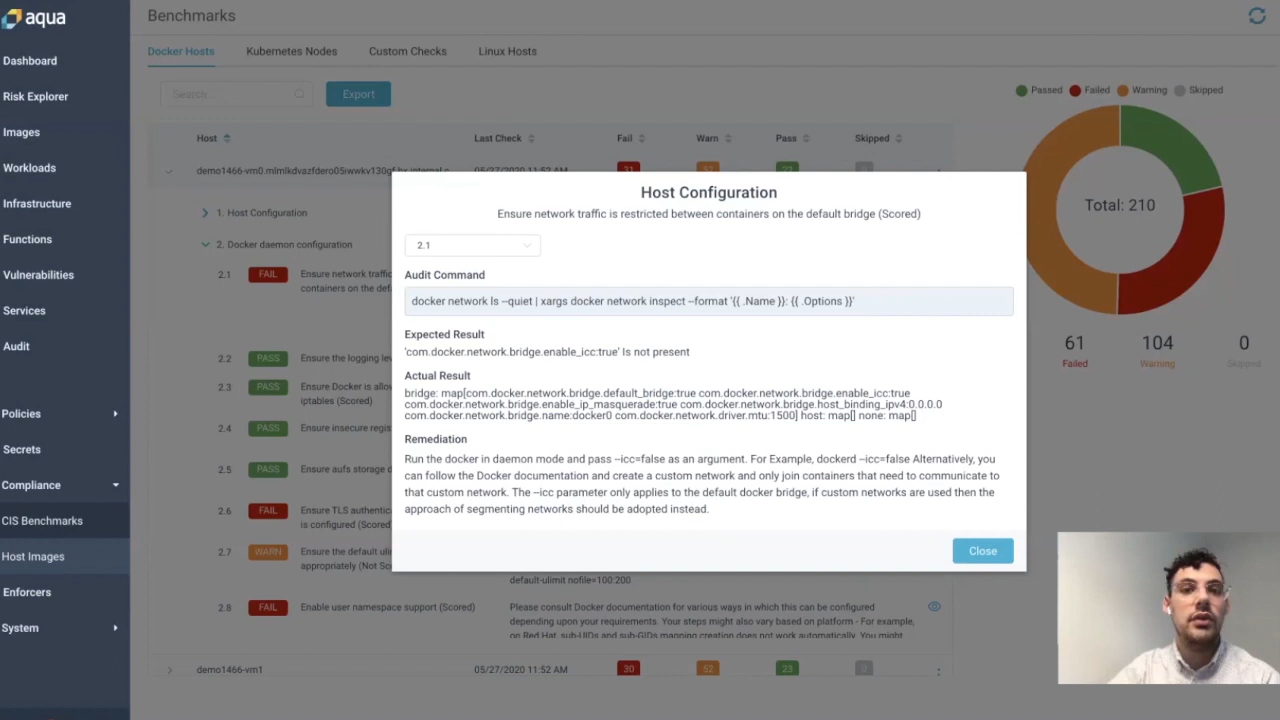 aqua
Benchmarks
Dashboard
Risk Explorer
Images
Workloads
Infrastructure
Functions
Vulnerabilities
Services
Audit
Policies
Secrets
Compliance
CIS Benchmarks
Host Images
Enforcers
System
Docker Hosts Kubernetes Nodes Custom Checks Linux Hosts
Search...
Export
Host Last Check Fail Warn Pass Skipped
05/27/2020 11:52 AM 31 52 22 0
1. Host Configuration
2. Docker daemon configuration
2.1 FAIL Ensure network traffic
containers on the def
2.2 PASS Ensure the logging lev
2.3 PASS Ensure Docker is allow
iptables (Scored)
2.4 PASS Ensure insecure regis
2.5 PASS Ensure aufs storage d
2.6 FAIL Ensure TLS authentic
is configured (Scored)
2.7 WARN Ensure the default uli
appropriately (Not Sc
default-ulimit nofile=100:200
2.8 FAIL Enable user namespace support (Scored) Please consult Docker documentation for various ways in which this can be configured
depending upon your requirements. Your steps might also vary based on platform - For example,
on Red Hat, sub-UIDs and sub-GIDs mapping creation does not work automatically. You might
demo1466-vm1 05/27/2020 11:52 AM 30 52 23 0
Host Configuration
Ensure network traffic is restricted between containers on the default bridge (Scored)
2.1
Audit Command
docker network ls --quiet | xargs docker network inspect --format '{{ .Name }}: {{ .Options }}'
Expected Result
'com.docker.network.bridge.enable_icc:true' Is not present
Actual Result
bridge: map[com.docker.network.bridge.default_bridge:true com.docker.network.bridge.enable_icc:true
com.docker.network.bridge.enable_ip_masquerade:true com.docker.network.bridge.host_binding_ipv4:0.0.0.0
com.docker.network.bridge.name:docker0 com.docker.network.driver.mtu:1500] host: map[] none: map[]
Remediation
Run the docker in daemon mode and pass --icc=false as an argument. For Example, dockerd --icc=false Alternatively, you
can follow the Docker documentation and create a custom network and only join containers that need to communicate to
that custom network. The --icc parameter only applies to the default docker bridge, if custom networks are used then the
approach of segmenting networks should be adopted instead.
Close
Passed Failed Warning Skipped
Total: 210
61 104 0
Failed Warning Skipped